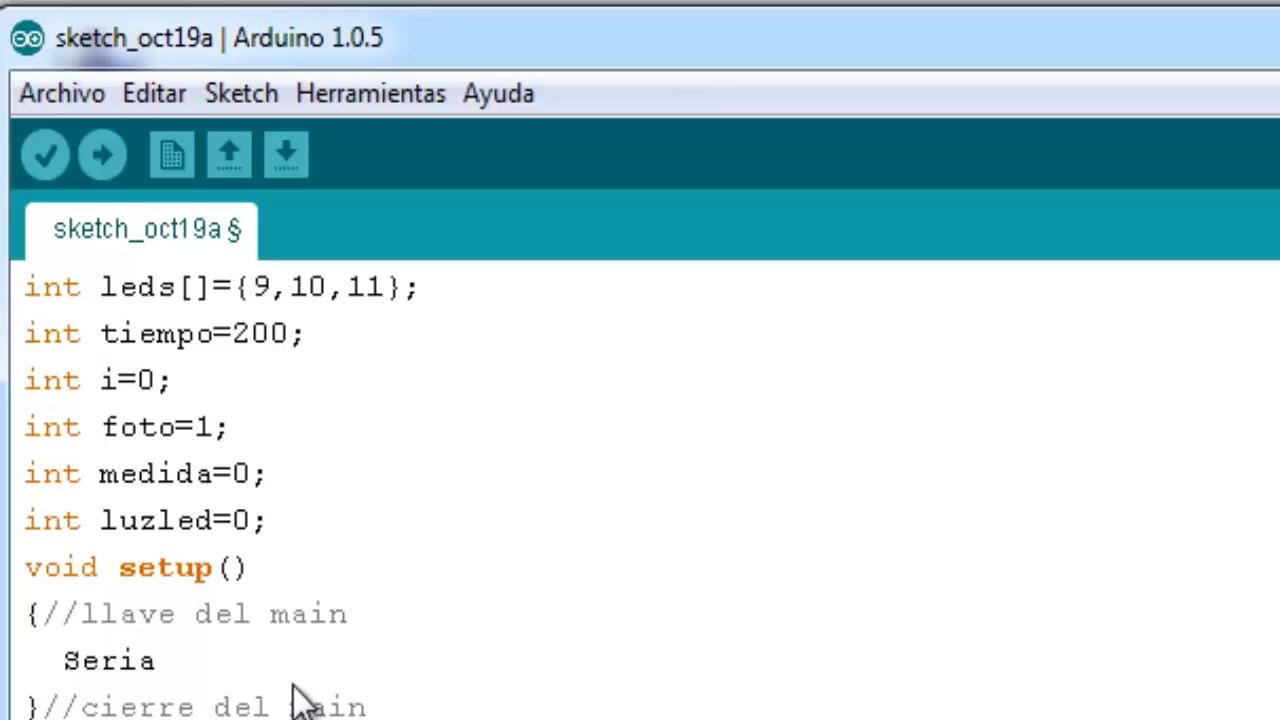 sketch_oct19a | Arduino 1.0.5
Archivo Editar Sketch Herramientas Ayuda
sketch_oct19a §
int leds[]={9,10,11};
int tiempo=200;
int i=0;
int foto=1;
int medida=0;
int luzled=0;
void setup()
{//llave del main
Seria
}//cierre del main